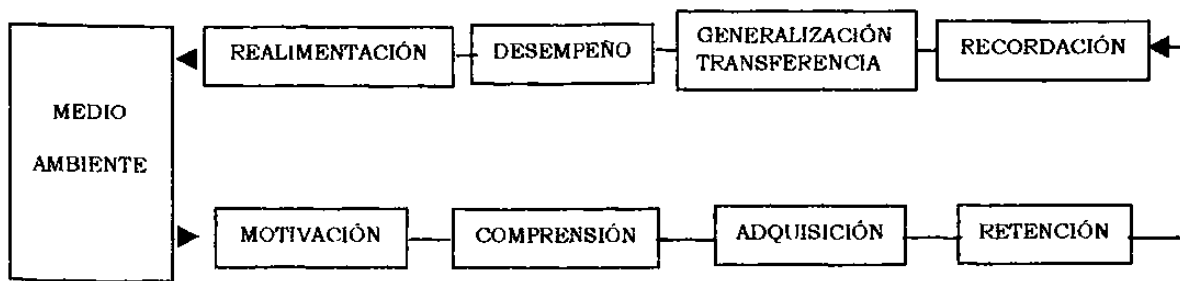 MEDIO
AMBIENTE
REALIMENTACIÓN
DESEMPEÑO
GENERALIZACIÓN
TRANSFERENCIA
RECORDACIÓN
MOTIVACIÓN
COMPRENSIÓN
ADQUISICIÓN
RETENCIÓN